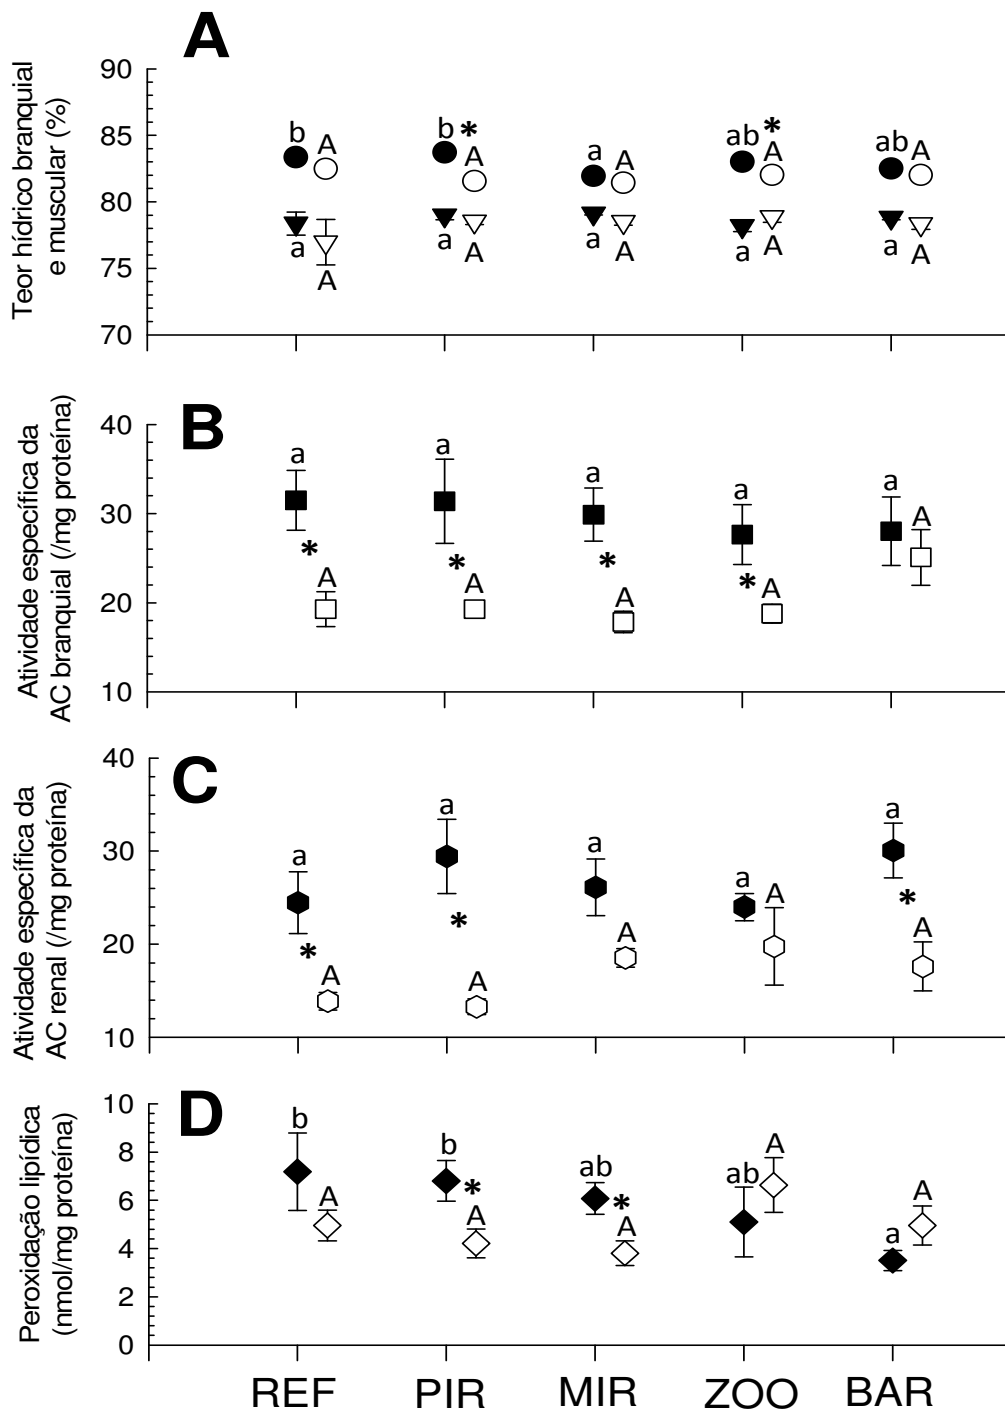 A
Teor hídrico branquial
e muscular (%)
90
85
80
75
70
b A b * A a A ab * A ab A
a A a A a A a A a A
B
Atividade específica da
AC branquial (/mg proteína)
40
30
20
10
a a a a a A
* A * A * A * A
C
Atividade específica da
AC renal (/mg proteína)
40
30
20
10
a a a a A a
* A * A A * A
D
Peroxidação lipídica
(nmol/mg proteína)
10
8
6
4
2
0
b A b * A ab * A ab A a A
REF PIR MIR ZOO BAR